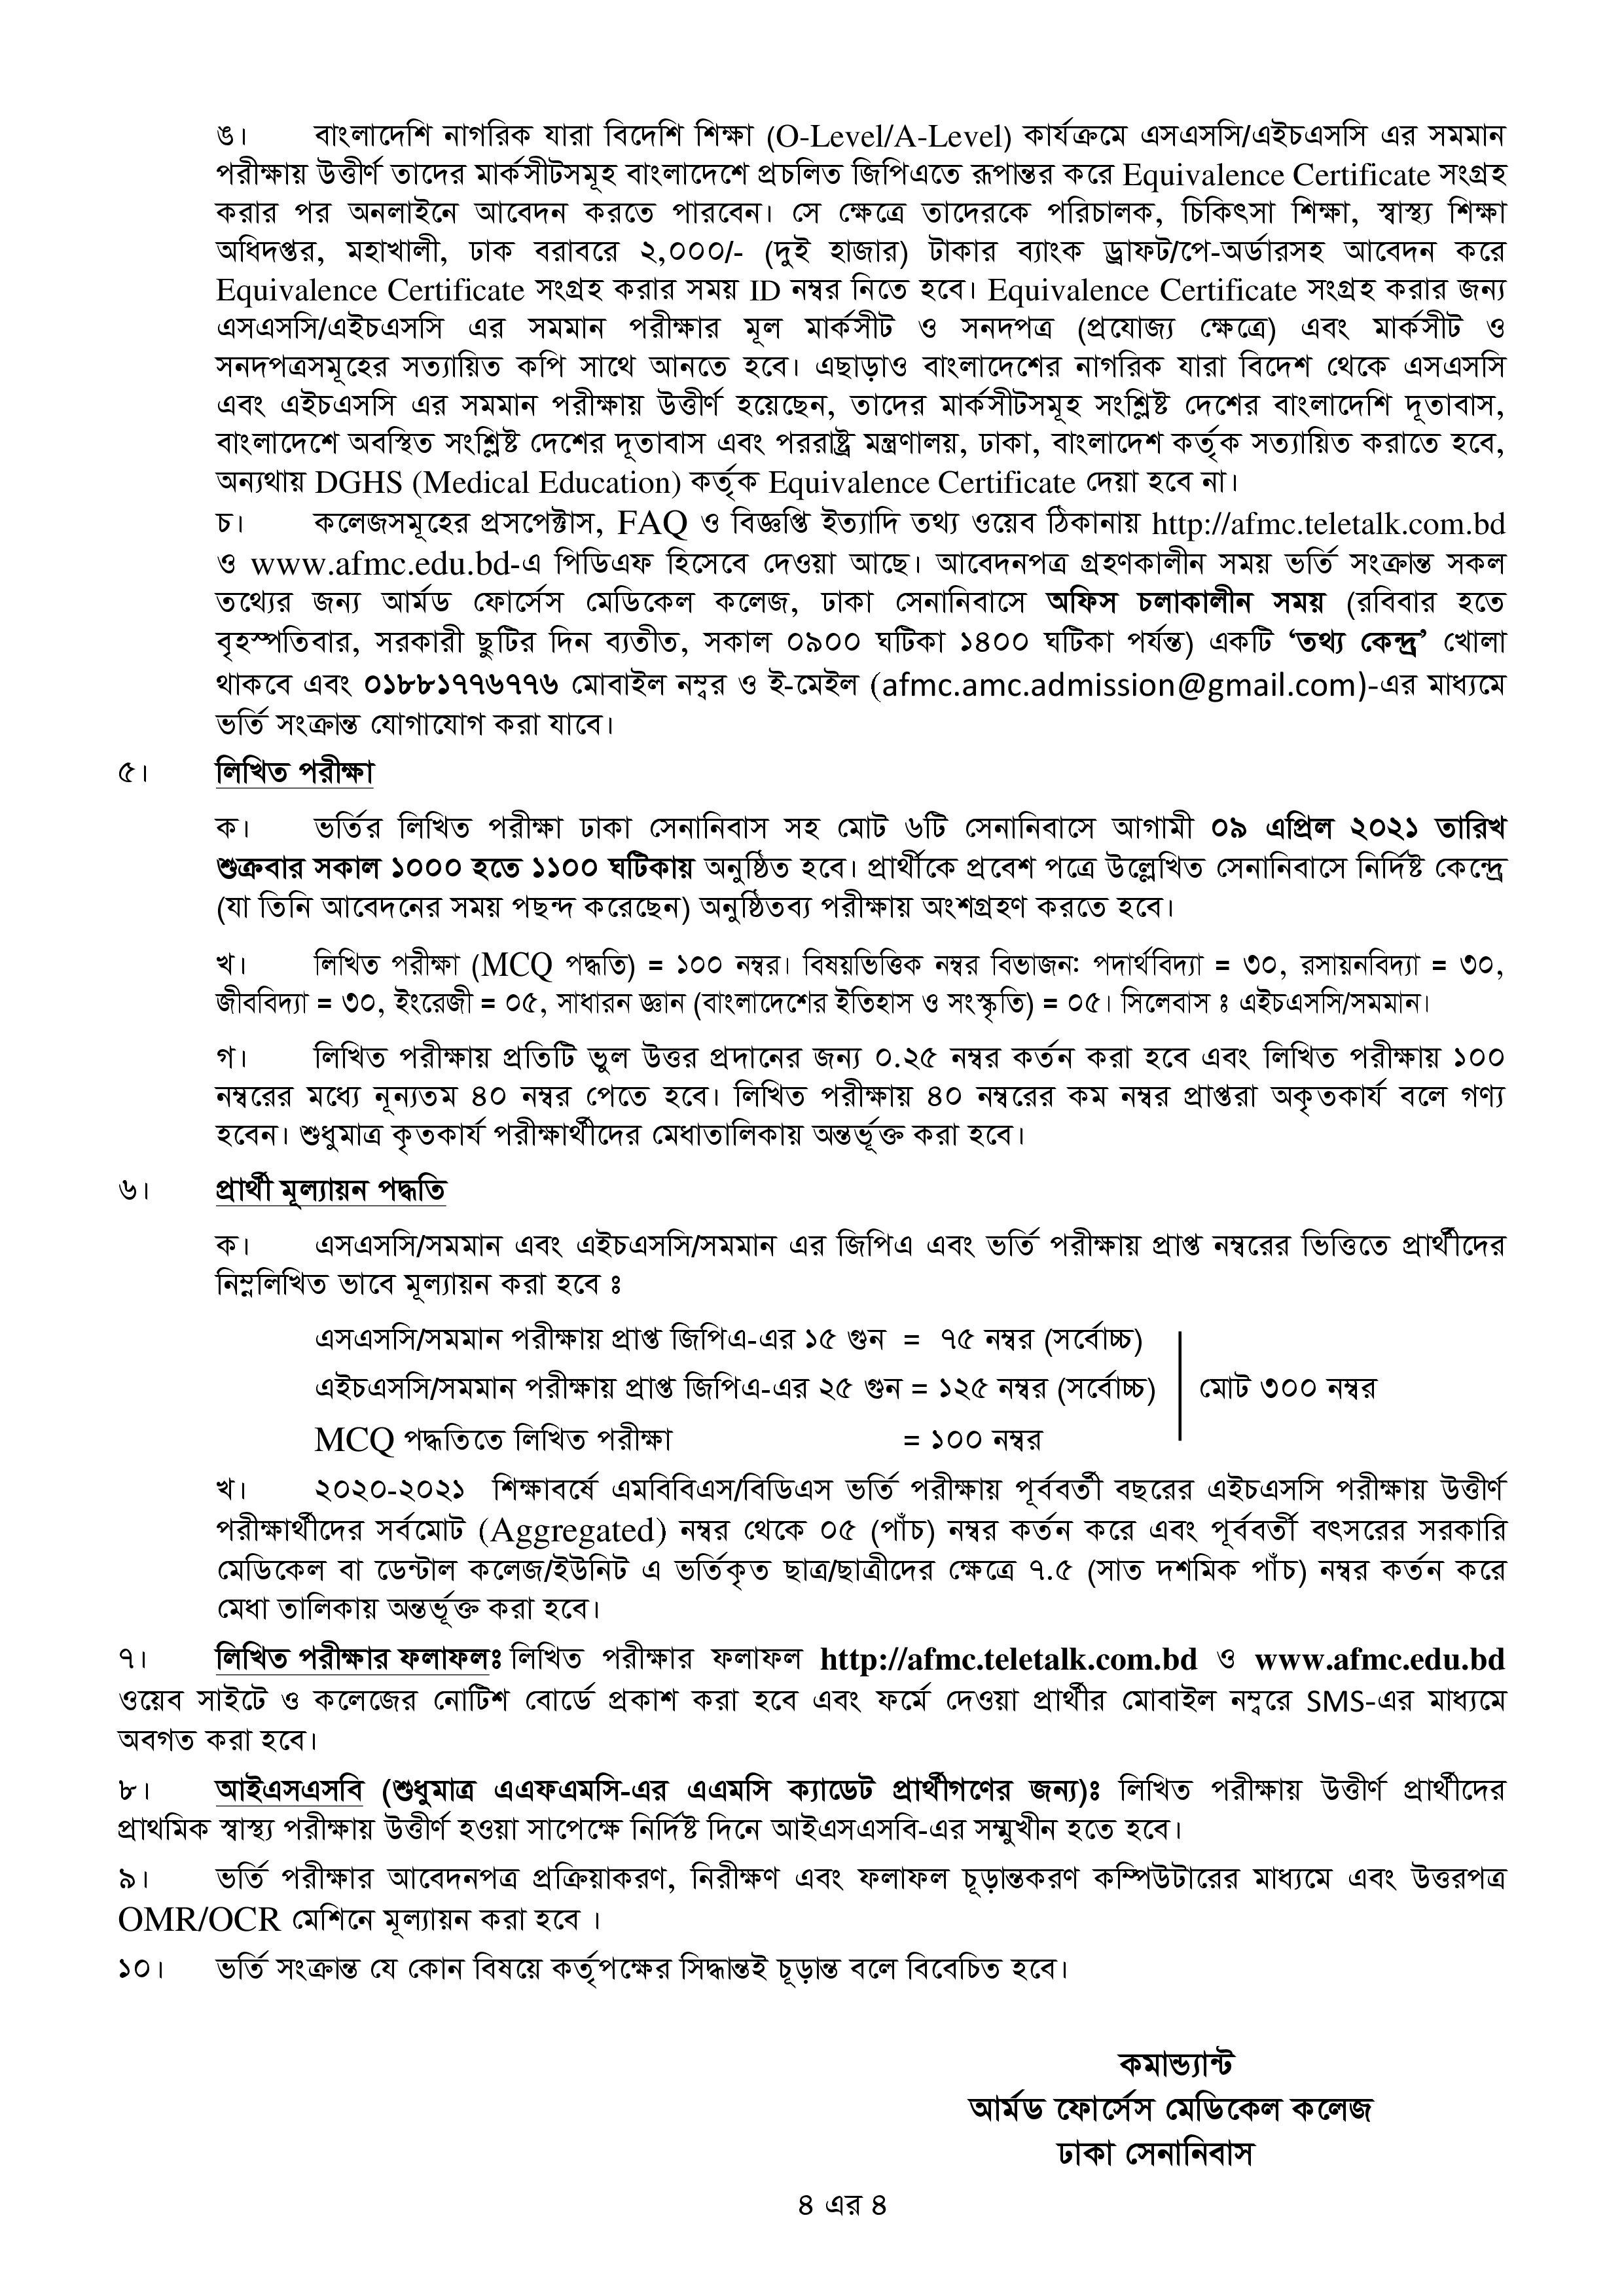 ঙ। বাংলাদেশি নাগরিক যারা বিদেশি শিক্ষা (O-Level/A-Level) কার্যক্রমে এসএসসি/এইচএসসি এর সমমান
পরীক্ষায় উত্তীর্ণ তাদের মার্কসীটসমূহ বাংলাদেশে প্রচলিত জিপিএতে রূপান্তর করে Equivalence Certificate সংগ্রহ
করার পর অনলাইনে আবেদন করতে পারবেন। সে ক্ষেত্রে তাদেরকে পরিচালক, চিকিৎসা শিক্ষা, স্বাস্থ্য শিক্ষা
অধিদপ্তর, মহাখালী, ঢাক বরাবরে ২,০০০/- (দুই হাজার) টাকার ব্যাংক ড্রাফট/পে-অর্ডারসহ আবেদন করে
Equivalence Certificate সংগ্রহ করার সময় ID নম্বর নিতে হবে। Equivalence Certificate সংগ্রহ করার জন্য
এসএসসি/এইচএসসি এর সমমান পরীক্ষার মূল মার্কসীট ও সনদপত্র (প্রযোজ্য ক্ষেত্রে) এবং মার্কসীট ও
সনদপত্রসমূহের সত্যায়িত কপি সাথে আনতে হবে। এছাড়াও বাংলাদেশের নাগরিক যারা বিদেশ থেকে এসএসসি
এবং এইচএসসি এর সমমান পরীক্ষায় উত্তীর্ণ হয়েছেন, তাদের মার্কসীটসমূহ সংশ্লিষ্ট দেশের বাংলাদেশি দূতাবাস,
বাংলাদেশে অবস্থিত সংশ্লিষ্ট দেশের দূতাবাস এবং পররাষ্ট্র মন্ত্রণালয়, ঢাকা, বাংলাদেশ কর্তৃক সত্যায়িত করাতে হবে,
অন্যথায় DGHS (Medical Education) কর্তৃক Equivalence Certificate দেয়া হবে না।
চ। কলেজসমূহের প্রসপেক্টাস, FAQ ও বিজ্ঞপ্তি ইত্যাদি তথ্য ওয়েব ঠিকানায় http://afmc.teletalk.com.bd
ও www.afmc.edu.bd-এ পিডিএফ হিসেবে দেওয়া আছে। আবেদনপত্র গ্রহণকালীন সময় ভর্তি সংক্রান্ত সকল
তথ্যের জন্য আর্মড ফোর্সেস মেডিকেল কলেজ, ঢাকা সেনানিবাসে অফিস চলাকালীন সময় (রবিবার হতে
বৃহস্পতিবার, সরকারী ছুটির দিন ব্যতীত, সকাল ০৯০০ ঘটিকা ১৪০০ ঘটিকা পর্যন্ত) একটি ‘তথ্য কেন্দ্র’ খোলা
থাকবে এবং ০১৮৮১৭৭৬৭৭৬ মোবাইল নম্বর ও ই-মেইল (afmc.amc.admission@gmail.com)-এর মাধ্যমে
ভর্তি সংক্রান্ত যোগাযোগ করা যাবে।
৫। লিখিত পরীক্ষা
ক। ভর্তির লিখিত পরীক্ষা ঢাকা সেনানিবাস সহ মোট ৬টি সেনানিবাসে আগামী ০৯ এপ্রিল ২০২১ তারিখ
শুক্রবার সকাল ১০০০ হতে ১১০০ ঘটিকায় অনুষ্ঠিত হবে। প্রার্থীকে প্রবেশ পত্রে উল্লেখিত সেনানিবাসে নির্দিষ্ট কেন্দ্রে
(যা তিনি আবেদনের সময় পছন্দ করেছেন) অনুষ্ঠিতব্য পরীক্ষায় অংশগ্রহণ করতে হবে।
খ। লিখিত পরীক্ষা (MCQ পদ্ধতি) = ১০০ নম্বর। বিষয়ভিত্তিক নম্বর বিভাজন: পদার্থবিদ্যা = ৩০, রসায়নবিদ্যা = ৩০,
জীববিদ্যা = ৩০, ইংরেজী = ০৫, সাধারন জ্ঞান (বাংলাদেশের ইতিহাস ও সংস্কৃতি) = ০৫। সিলেবাস ঃ এইচএসসি/সমমান।
গ। লিখিত পরীক্ষায় প্রতিটি ভুল উত্তর প্রদানের জন্য ০.২৫ নম্বর কর্তন করা হবে এবং লিখিত পরীক্ষায় ১০০
নম্বরের মধ্যে নূন্যতম ৪০ নম্বর পেতে হবে। লিখিত পরীক্ষায় ৪০ নম্বরের কম নম্বর প্রাপ্তরা অকৃতকার্য বলে গণ্য
হবেন। শুধুমাত্র কৃতকার্য পরীক্ষার্থীদের মেধাতালিকায় অন্তর্ভূক্ত করা হবে।
৬। প্রার্থী মূল্যায়ন পদ্ধতি
ক। এসএসসি/সমমান এবং এইচএসসি/সমমান এর জিপিএ এবং ভর্তি পরীক্ষায় প্রাপ্ত নম্বরের ভিত্তিতে প্রার্থীদের
নিম্নলিখিত ভাবে মূল্যায়ন করা হবে ঃ
এসএসসি/সমমান পরীক্ষায় প্রাপ্ত জিপিএ-এর ১৫ গুন = ৭৫ নম্বর (সর্বোচ্চ)
এইচএসসি/সমমান পরীক্ষায় প্রাপ্ত জিপিএ-এর ২৫ গুন = ১২৫ নম্বর (সর্বোচ্চ) মোট ৩০০ নম্বর
MCQ পদ্ধতিতে লিখিত পরীক্ষা = ১০০ নম্বর
খ। ২০২০-২০২১ শিক্ষাবর্ষে এমবিবিএস/বিডিএস ভর্তি পরীক্ষায় পূর্ববর্তী বছরের এইচএসসি পরীক্ষায় উত্তীর্ণ
পরীক্ষার্থীদের সর্বমোট (Aggregated) নম্বর থেকে ০৫ (পাঁচ) নম্বর কর্তন করে এবং পূর্ববর্তী বৎসরের সরকারি
মেডিকেল বা ডেন্টাল কলেজ/ইউনিট এ ভর্তিকৃত ছাত্র/ছাত্রীদের ক্ষেত্রে ৭.৫ (সাত দশমিক পাঁচ) নম্বর কর্তন করে
মেধা তালিকায় অন্তর্ভূক্ত করা হবে।
৭। লিখিত পরীক্ষার ফলাফলঃ লিখিত পরীক্ষার ফলাফল http://afmc.teletalk.com.bd ও www.afmc.edu.bd
ওয়েব সাইটে ও কলেজের নোটিশ বোর্ডে প্রকাশ করা হবে এবং ফর্মে দেওয়া প্রার্থীর মোবাইল নম্বরে SMS-এর মাধ্যমে
অবগত করা হবে।
৮। আইএসএসবি (শুধুমাত্র এএফএমসি-এর এএমসি ক্যাডেট প্রার্থীগণের জন্য)ঃ লিখিত পরীক্ষায় উত্তীর্ণ প্রার্থীদের
প্রাথমিক স্বাস্থ্য পরীক্ষায় উত্তীর্ণ হওয়া সাপেক্ষে নির্দিষ্ট দিনে আইএসএসবি-এর সম্মুখীন হতে হবে।
৯। ভর্তি পরীক্ষার আবেদনপত্র প্রক্রিয়াকরণ, নিরীক্ষণ এবং ফলাফল চূড়ান্তকরণ কম্পিউটারের মাধ্যমে এবং উত্তরপত্র
OMR/OCR মেশিনে মূল্যায়ন করা হবে ।
১০। ভর্তি সংক্রান্ত যে কোন বিষয়ে কর্তৃপক্ষের সিদ্ধান্তই চূড়ান্ত বলে বিবেচিত হবে।
কমান্ড্যান্ট
আর্মড ফোর্সেস মেডিকেল কলেজ
ঢাকা সেনানিবাস
৪ এর ৪